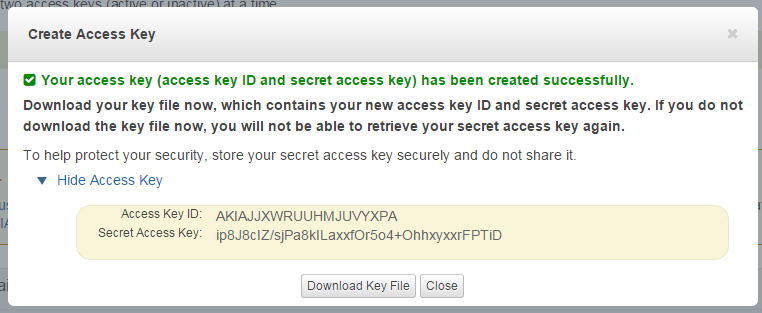 two access keys (active or inactive) at a time.
Create Access Key
Your access key (access key ID and secret access key) has been created successfully.
Download your key file now, which contains your new access key ID and secret access key. If you do not
download the key file now, you will not be able to retrieve your secret access key again.
To help protect your security, store your secret access key securely and do not share it.
Hide Access Key
Access Key ID: AKIAJJXWRUUHMJUVYXPA
Secret Access Key: ip8J8cIZ/sjPa8kILaxxfOr5o4+OhhxyxxrFPTiD
Download Key File Close